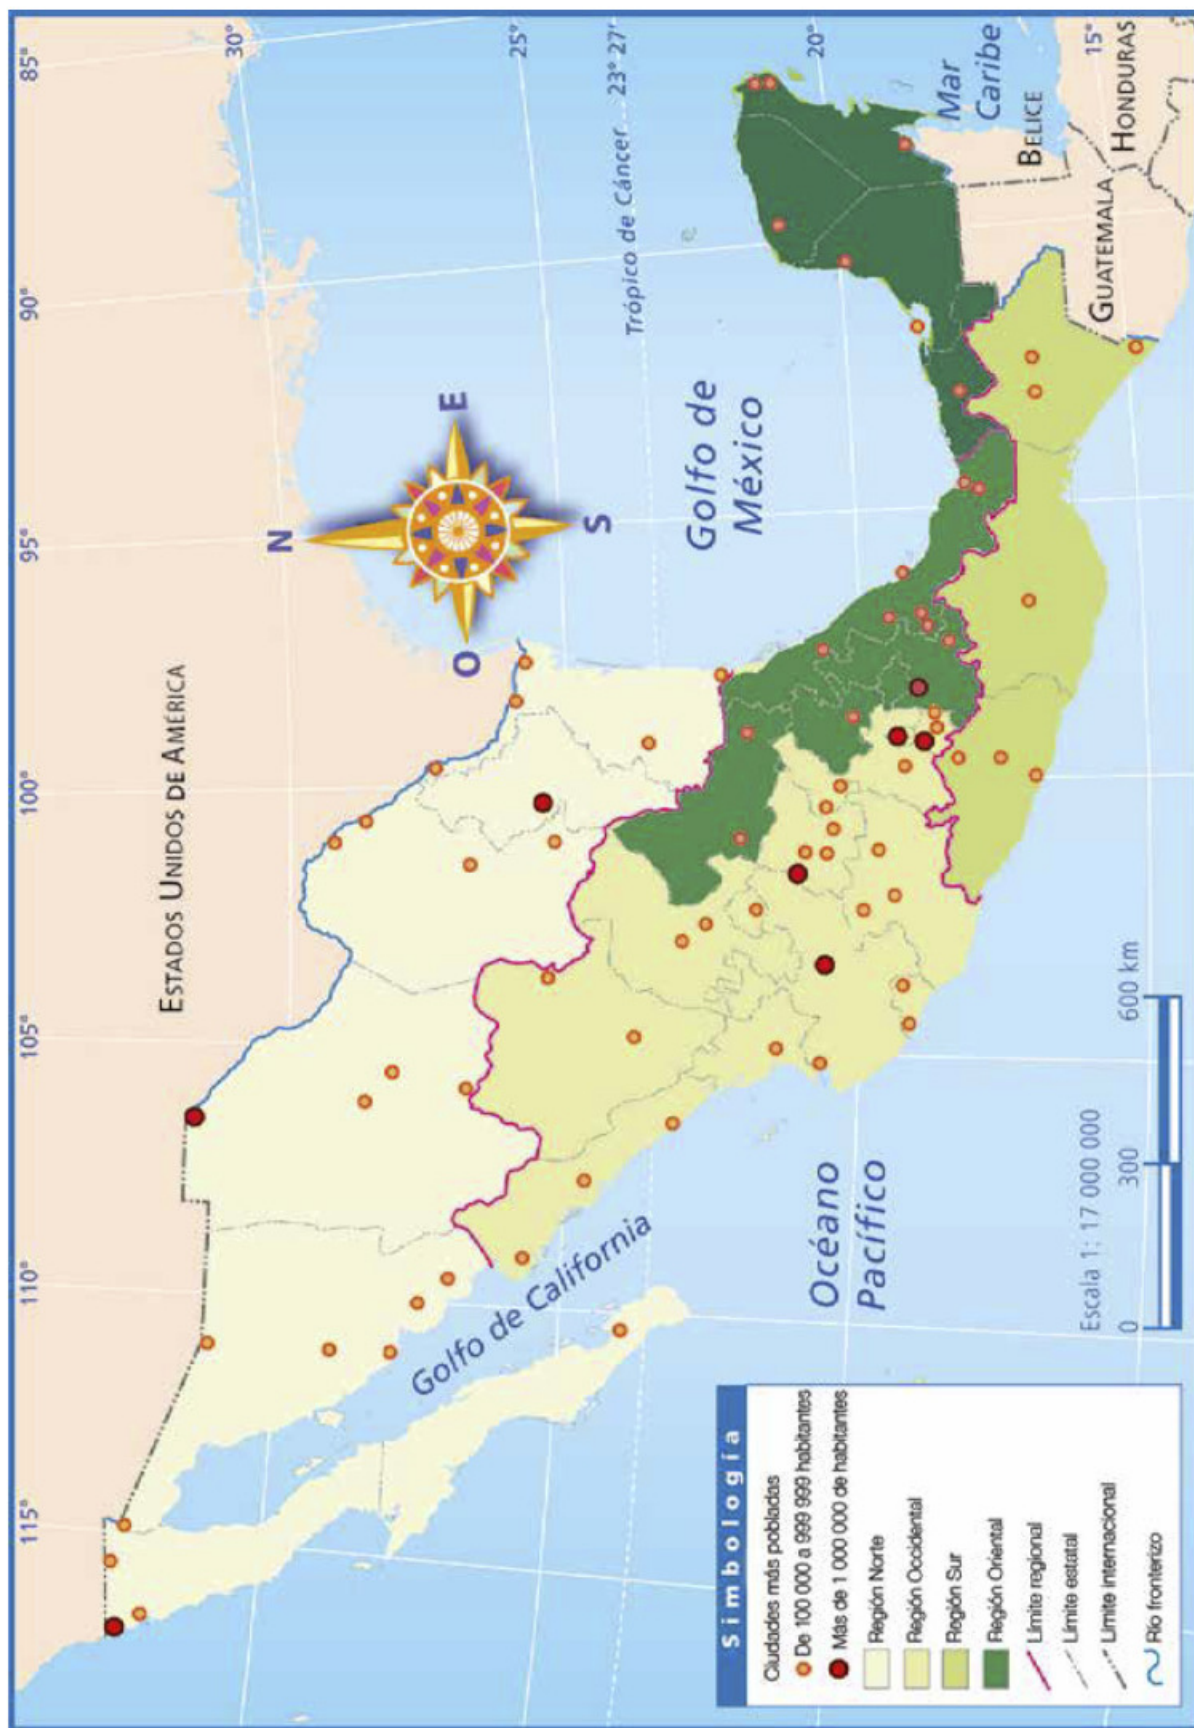 115°
110°
105°
100°
95°
90°
85°
30°
25°
23° 27'
20°
15°
ESTADOS UNIDOS DE AMÉRICA
N
O
E
S
Trópico de Cáncer
Golfo de
México
Golfo de California
Océano
Pacífico
Mar
Caribe
BELICE
GUATEMALA
HONDURAS
Simbología
Ciudades más pobladas
De 100 000 a 999 999 habitantes
Mas de 1 000 000 de habitantes
Región Norte
Región Occidental
Región Sur
Región Oriental
Límite regional
Límite estatal
Límite internacional
Río fronterizo
Escala 1: 17 000 000
0
300
600 km